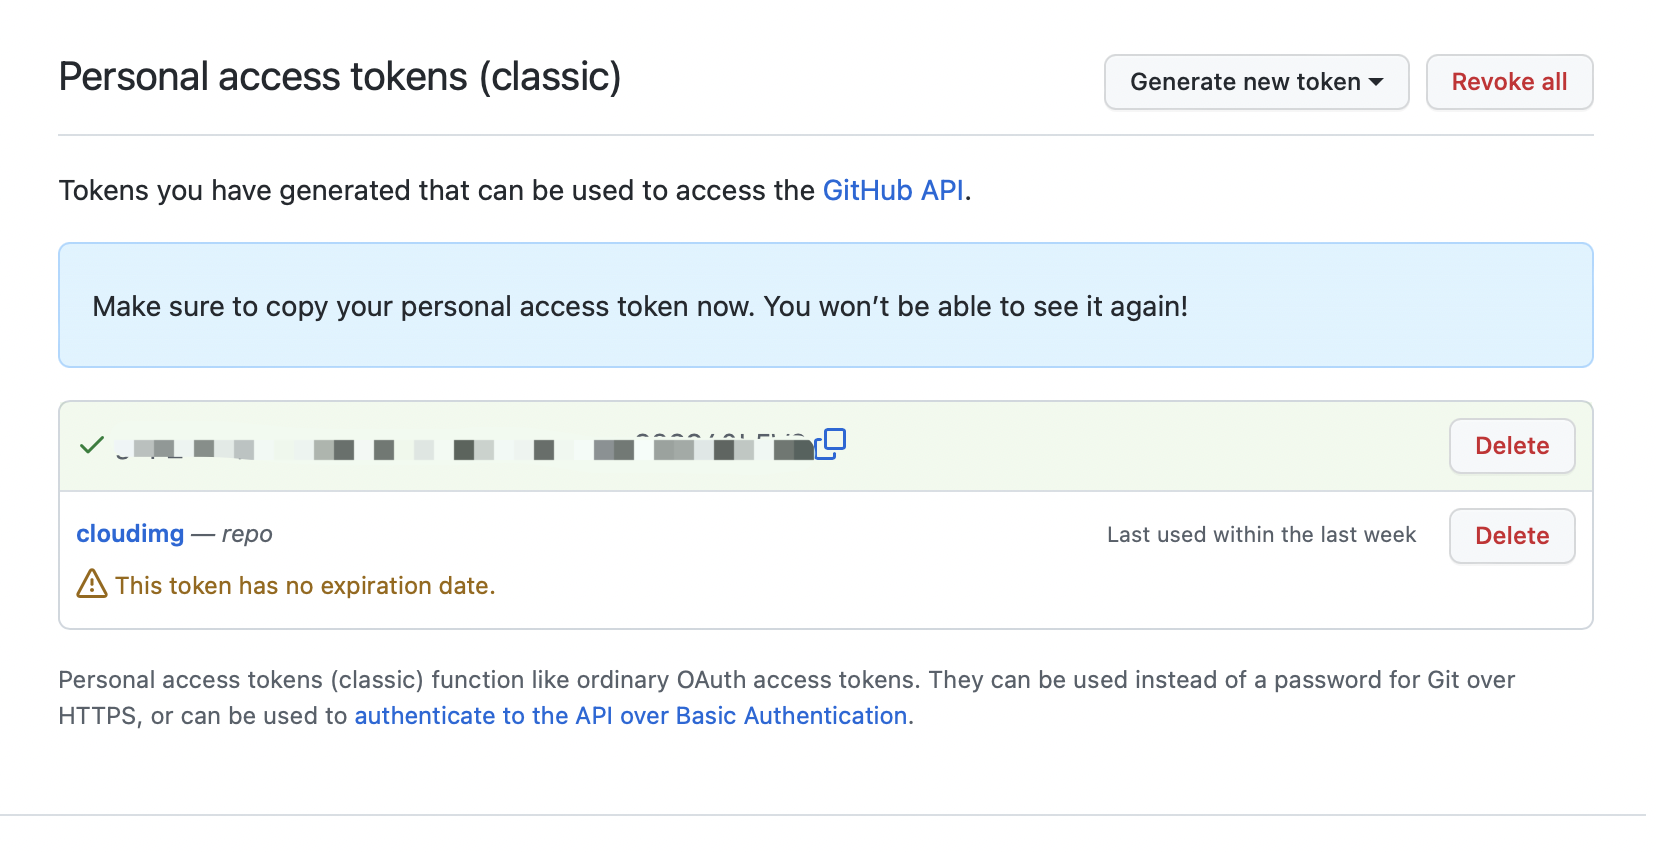 Personal access tokens (classic)
Generate new token
Revoke all
Tokens you have generated that can be used to access the GitHub API.
Make sure to copy your personal access token now. You won’t be able to see it again!
Delete
cloudimg — repo
Last used within the last week
Delete
This token has no expiration date.
Personal access tokens (classic) function like ordinary OAuth access tokens. They can be used instead of a password for Git over
HTTPS, or can be used to authenticate to the API over Basic Authentication.